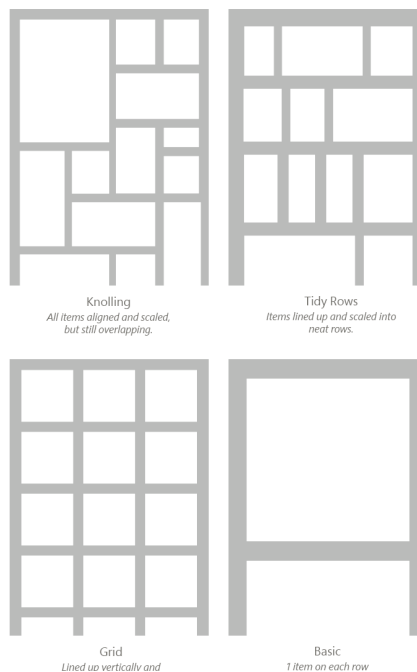 Knolling
All items aligned and scaled,
but still overlapping.
Tidy Rows
Items lined up and scaled into
neat rows.
Grid
Lined up vertically and
Basic
1 item on each row